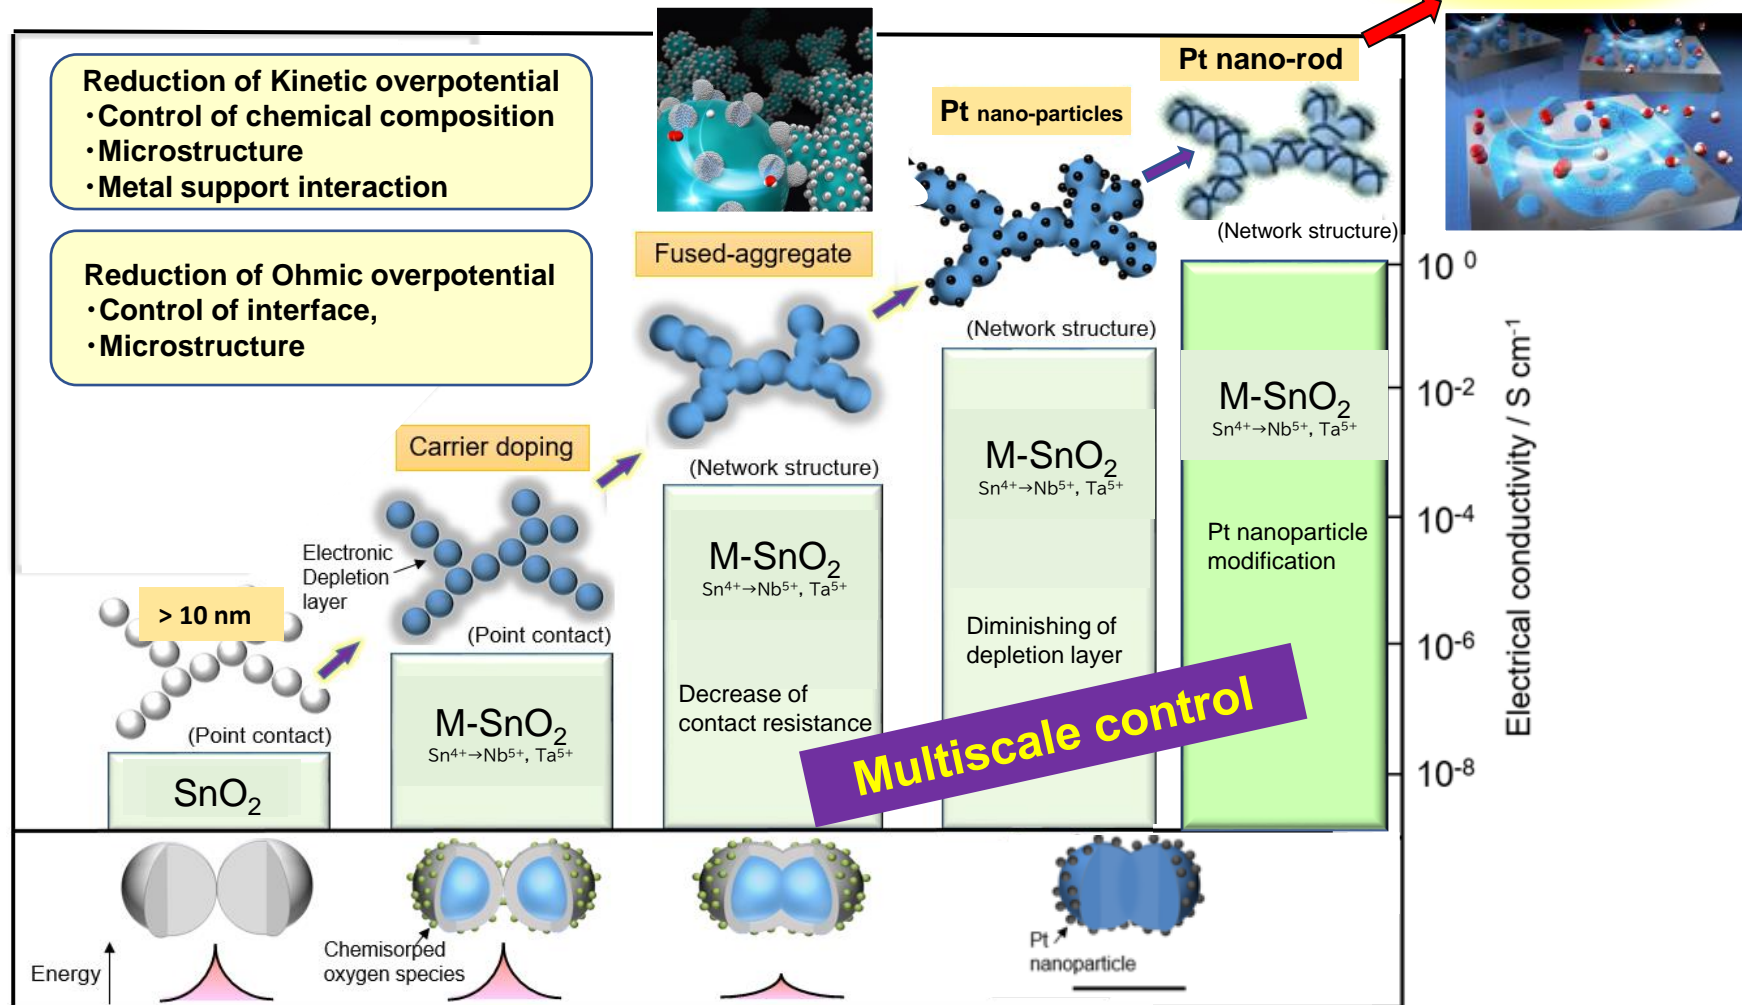 Reduction of Kinetic overpotential
・Control of chemical composition
・Microstructure
・Metal support interaction
Reduction of Ohmic overpotential
・Control of interface,
・Microstructure
Pt nano-rod
(Network structure)
Pt nano-particles
(Network structure)
Fused-aggregate
(Network structure)
Carrier doping
Electronic
Depletion
layer
(Point contact)
> 10 nm
(Point contact)
SnO₂
M-SnO₂
Sn⁴⁺→Nb⁵⁺, Ta⁵⁺
M-SnO₂
Sn⁴⁺→Nb⁵⁺, Ta⁵⁺
Decrease of
contact resistance
M-SnO₂
Sn⁴⁺→Nb⁵⁺, Ta⁵⁺
Diminishing of
depletion layer
M-SnO₂
Sn⁴⁺→Nb⁵⁺, Ta⁵⁺
Pt nanoparticle
modification
Multiscale control
10⁰
10⁻²
10⁻⁴
10⁻⁶
10⁻⁸
Electrical conductivity / S cm⁻¹
Energy
Chemisorped
oxygen species
Pt
nanoparticle